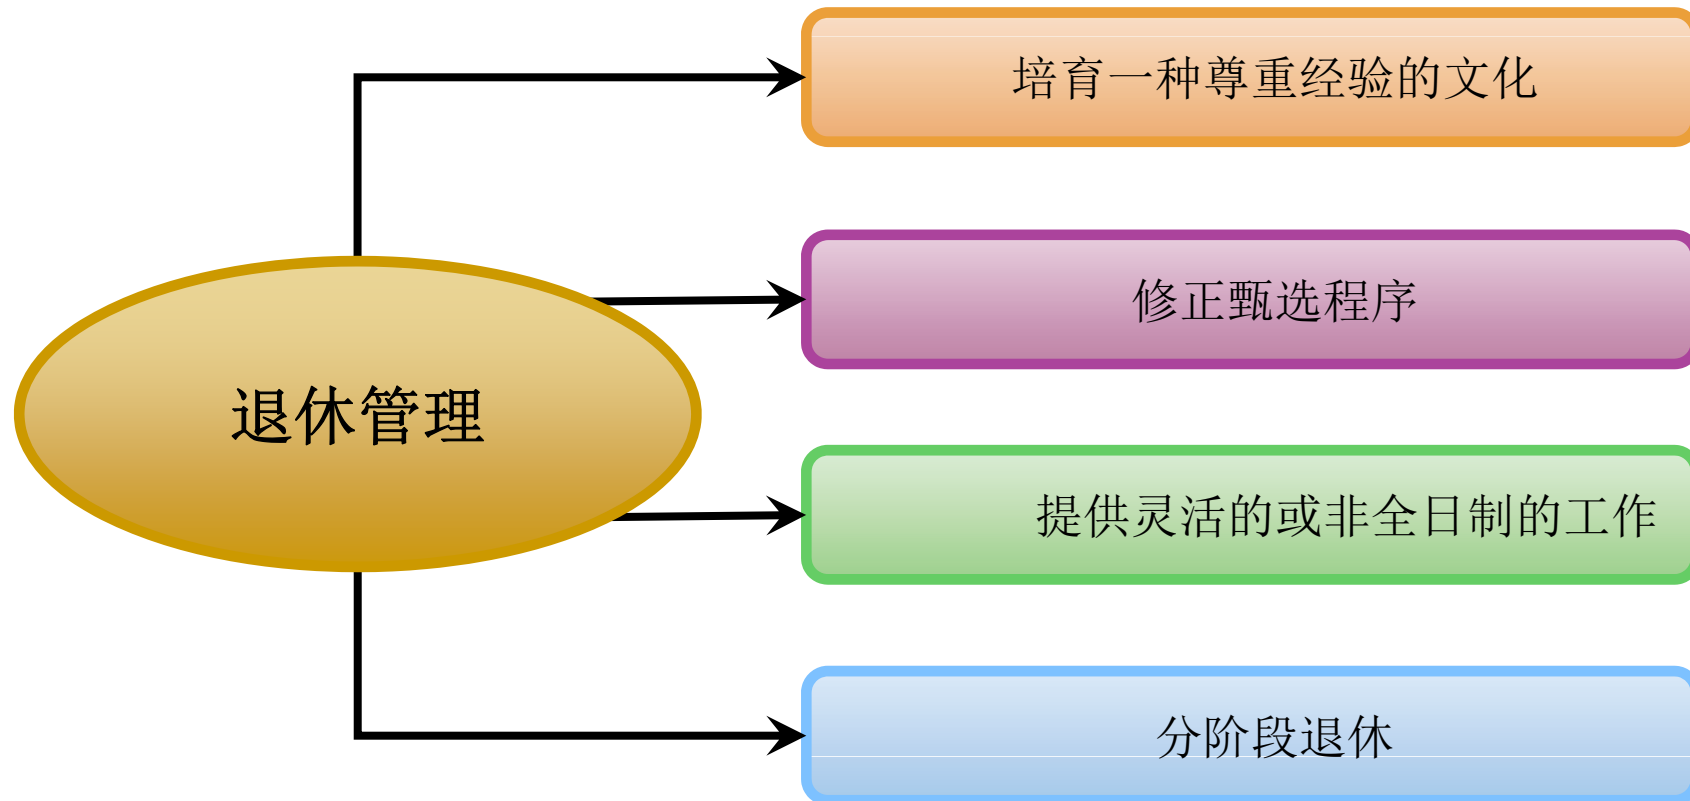 培育一种尊重经验的文化
修正甄选程序
退休管理
提供灵活的或非全日制的工作
分阶段退休